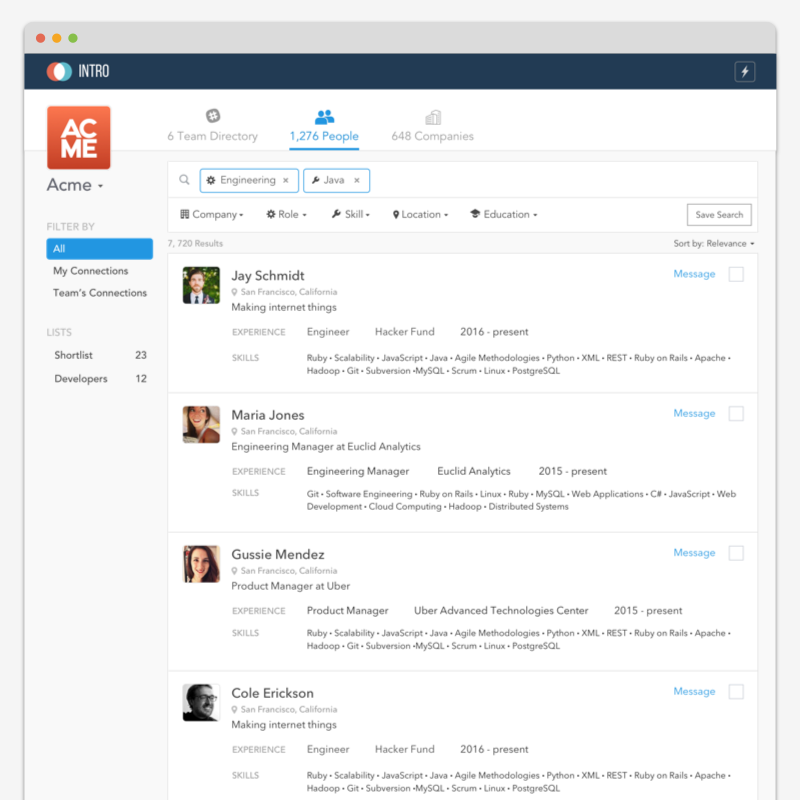 INTRO
AC
ME
Acme
6 Team Directory
1,276 People
648 Companies
Engineering ×
Java ×
Company
Role
Skill
Location
Education
Save Search
7, 720 Results
Sort by: Relevance
FILTER BY
All
My Connections
Team's Connections
LISTS
Shortlist 23
Developers 12
Jay Schmidt
Message
San Francisco, California
Making internet things
EXPERIENCE Engineer Hacker Fund 2016 - present
SKILLS Ruby • Scalability • JavaScript • Java • Agile Methodologies • Python • XML • REST • Ruby on Rails • Apache •
Hadoop • Git • Subversion •MySQL • Scrum • Linux • PostgreSQL
Maria Jones
Message
San Francisco, California
Engineering Manager at Euclid Analytics
EXPERIENCE Engineering Manager Euclid Analytics 2015 - present
SKILLS Git • Software Engineering • Ruby on Rails • Linux • Ruby • MySQL • Web Applications • C# • JavaScript • Web
Development • Cloud Computing • Hadoop • Distributed Systems
Gussie Mendez
Message
San Francisco, California
Product Manager at Uber
EXPERIENCE Product Manager Uber Advanced Technologies Center 2015 - present
SKILLS Ruby • Scalability • JavaScript • Java • Agile Methodologies • Python • XML • REST • Ruby on Rails • Apache •
Hadoop • Git • Subversion •MySQL • Scrum • Linux • PostgreSQL
Cole Erickson
Message
San Francisco, California
Making internet things
EXPERIENCE Engineer Hacker Fund 2016 - present
SKILLS Ruby • Scalability • JavaScript • Java • Agile Methodologies • Python • XML • REST • Ruby on Rails • Apache •
Hadoop • Git • Subversion •MySQL • Scrum • Linux • PostgreSQL